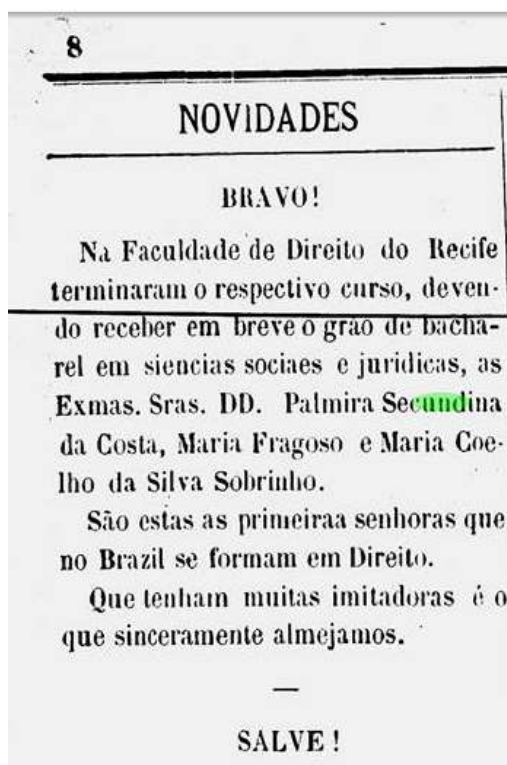 8
NOVIDADES
BRAVO!
Na Faculdade de Direito do Recife
terminaram o respectivo curso, deven-
do receber em breve o gráo de bacha-
rel em siencias sociaes e juridicas, as
Exmas. Sras. DD. Palmira Secundina
da Costa, Maria Fragoso e Maria Coe-
lho da Silva Sobrinho.
São estas as primeiraa senhoras que
no Brazil se formam em Direito.
Que tenham muitas imitadoras é o
que sinceramente almejamos.
—
SALVE!